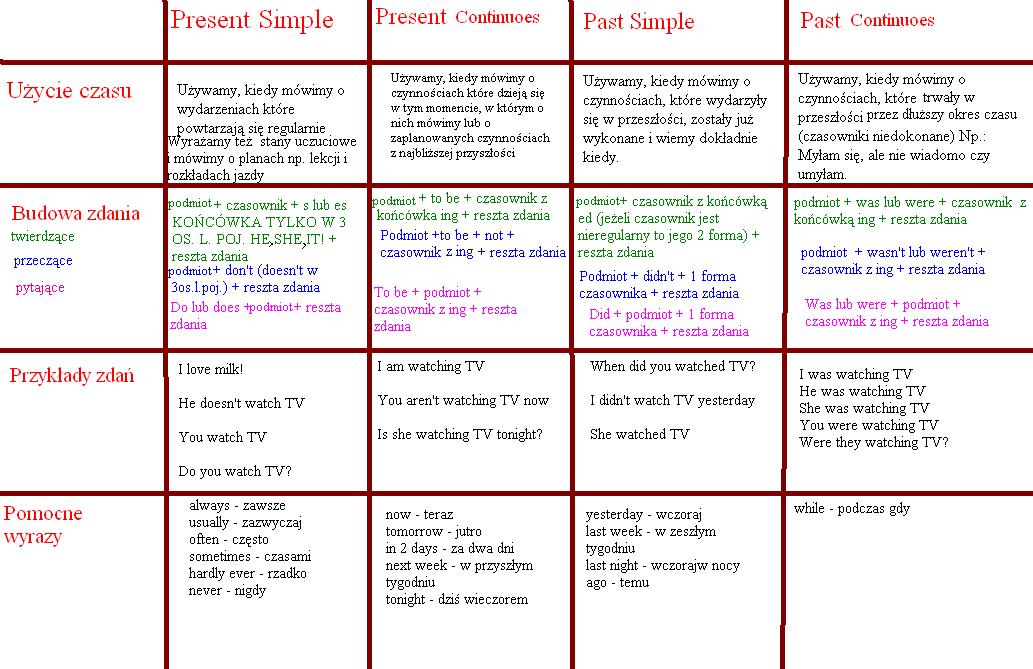 Present Simple
Present Continuoes
Past Simple
Past Continuoes
Użycie czasu
Używamy, kiedy mówimy o
wydarzeniach które
powtarzają się regularnie .
Wyrażamy też stany uczuciowe
i mówimy o planach np. lekcji i
rozkładach jazdy
Używamy, kiedy mówimy o
czynnościach które dzieją się
w tym momencie, w którym o
nich mówimy lub o
zaplanowanych czynnościach
z najbliższej przyszłości
Używamy, kiedy mówimy o
czynnościach, które wydarzyły
się w przeszłości, zostały już
wykonane i wiemy dokładnie
kiedy.
Używamy, kiedy mówimy o
czynnościach, które trwały w
przeszłości przez dłuższy okres czasu
(czasowniki niedokonane) Np.:
Myłam się, ale nie wiadomo czy
umyłam.
Budowa zdania
twierdzące
przeczące
pytające
podmiot + czasownik + s lub es
KOŃCÓWKA TYLKO W 3
OS. L. POJ. HE,SHE,IT! +
reszta zdania
podmiot + don't (doesn't w
3os.l.poj.) + reszta zdania
Do lub does +podmiot + reszta
zdania
podmiot + to be + czasownik z
końcówka ing + reszta zdania
Podmiot +to be + not +
czasownik z ing + reszta zdania
To be + podmiot +
czasownik z ing + reszta
zdania
podmiot + czasownik z końcówką
ed (jeżeli czasownik jest
nieregularny to jego 2 forma) +
reszta zdania
Podmiot + didn't + 1 forma
czasownika + reszta zdania
Did + podmiot + 1 forma
czasownika + reszta zdania
podmiot + was lub were + czasownik z
końcówką ing + reszta zdania
podmiot + wasn't lub weren't +
czasownik z ing + reszta zdania
Was lub were + podmiot +
czasownik z ing + reszta zdania
Przykłady zdań
I love milk!
He doesn't watch TV
You watch TV
Do you watch TV?
I am watching TV
You aren't watching TV now
Is she watching TV tonight?
When did you watched TV?
I didn't watch TV yesterday
She watched TV
I was watching TV
He was watching TV
She was watching TV
You were watching TV
Were they watching TV?
Pomocne
wyrazy
always - zawsze
usually - zazwyczaj
often - często
sometimes - czasami
hardly ever - rzadko
never - nigdy
now - teraz
tomorrow - jutro
in 2 days - za dwa dni
next week - w przyszłym
tygodniu
tonight - dziś wieczorem
yesterday - wczoraj
last week - w zeszłym
tygodniu
last night - wczorajw nocy
ago - temu
while - podczas gdy